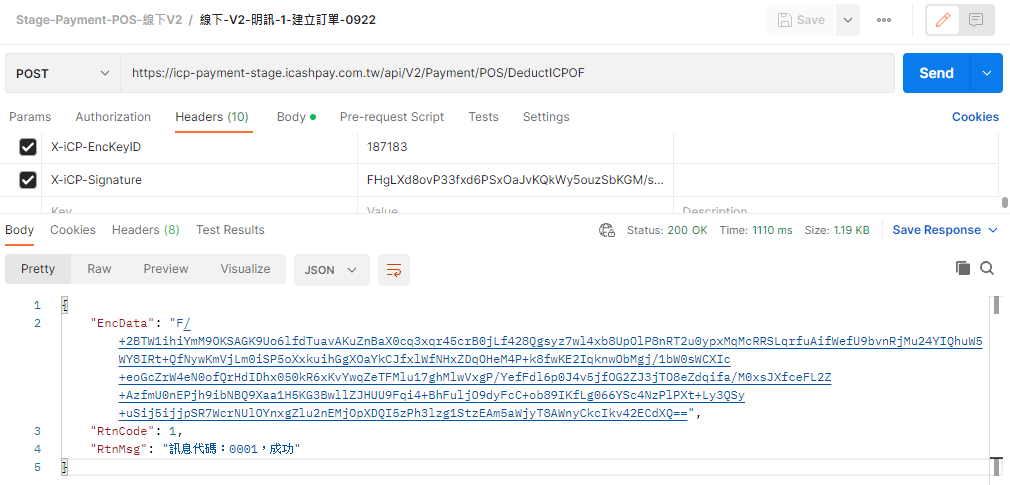 Stage-Payment-POS-線下V2 / 線下-V2-明訊-1-建立訂單-0922
Save
POST https://icp-payment-stage.icashpay.com.tw/api/V2/Payment/POS/DeductICPOF Send
Params Authorization Headers (10) Body Pre-request Script Tests Settings Cookies
X-iCP-EncKeyID 187183
X-iCP-Signature FHgLXd8ovP33fxd6PSxOaJvKQkWy5ouzSbKGM/s...
Key Value Description
Body Cookies Headers (8) Test Results Status: 200 OK Time: 1110 ms Size: 1.19 KB Save Response
Pretty Raw Preview Visualize JSON
1 {
2 "EncData": "F/
+2BTW1ihiYmM9OKSAGK9Uo6lfdTuavAKuZnBaX0cq3xqr45crB0jLf428Qgsyz7wl4xb8UpOlP8nRT2u0ypxMqMcRRSLqrfuAifWefU9bvnRjMu24YIQhuW5
WY8IRt+QfNywKmVjLm0iSP5oXxkuihGgXOaYkCJfxlWfNHxZDqOHeM4P+k8fwKE2IqknwObMgj/1bW0sWCXIc
+eoGcZrW4eN0ofQrHdIDhx050kR6xKvYwqZeTFMlu17ghMlwVxgP/YefFdl6p0J4v5jfOG2ZJ3jTO8eZdqifa/M0xsJXfceFL2Z
+AzfmU0nEPjh9ibNBQ9Xaa1H5KG3BwllZJHUU9Fqi4+BhFuljO9dyFcC+ob89IKfLg066YSc4NzPlPXt+Ly3QSy
+uSij5ijjpSR7WcrNUlOYnxgZlu2nEMjOpXDQI5zPh3lzg1StzEAm5aWjyT8AWnyCkcIkv42ECdXQ==",
3 "RtnCode": 1,
4 "RtnMsg": "訊息代碼：0001，成功"
5 }